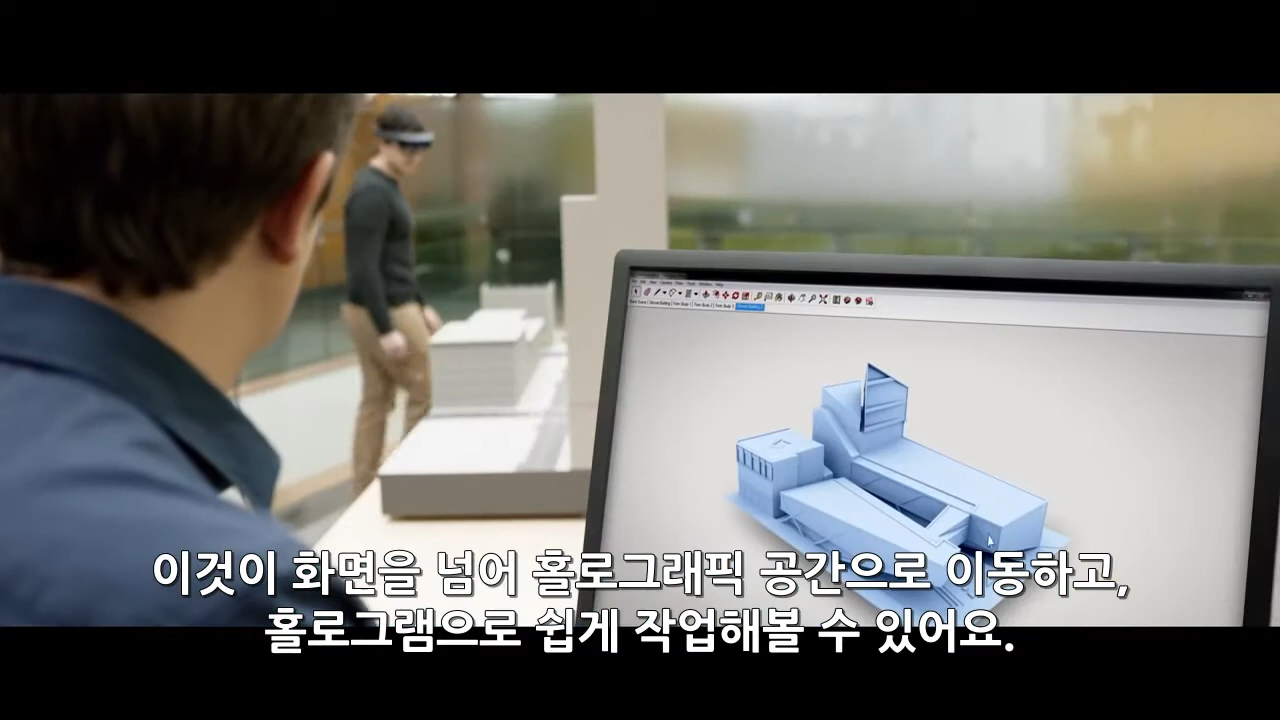 이것이 화면을 넘어 홀로그래픽 공간으로 이동하고,
홀로그램으로 쉽게 작업해볼 수 있어요.